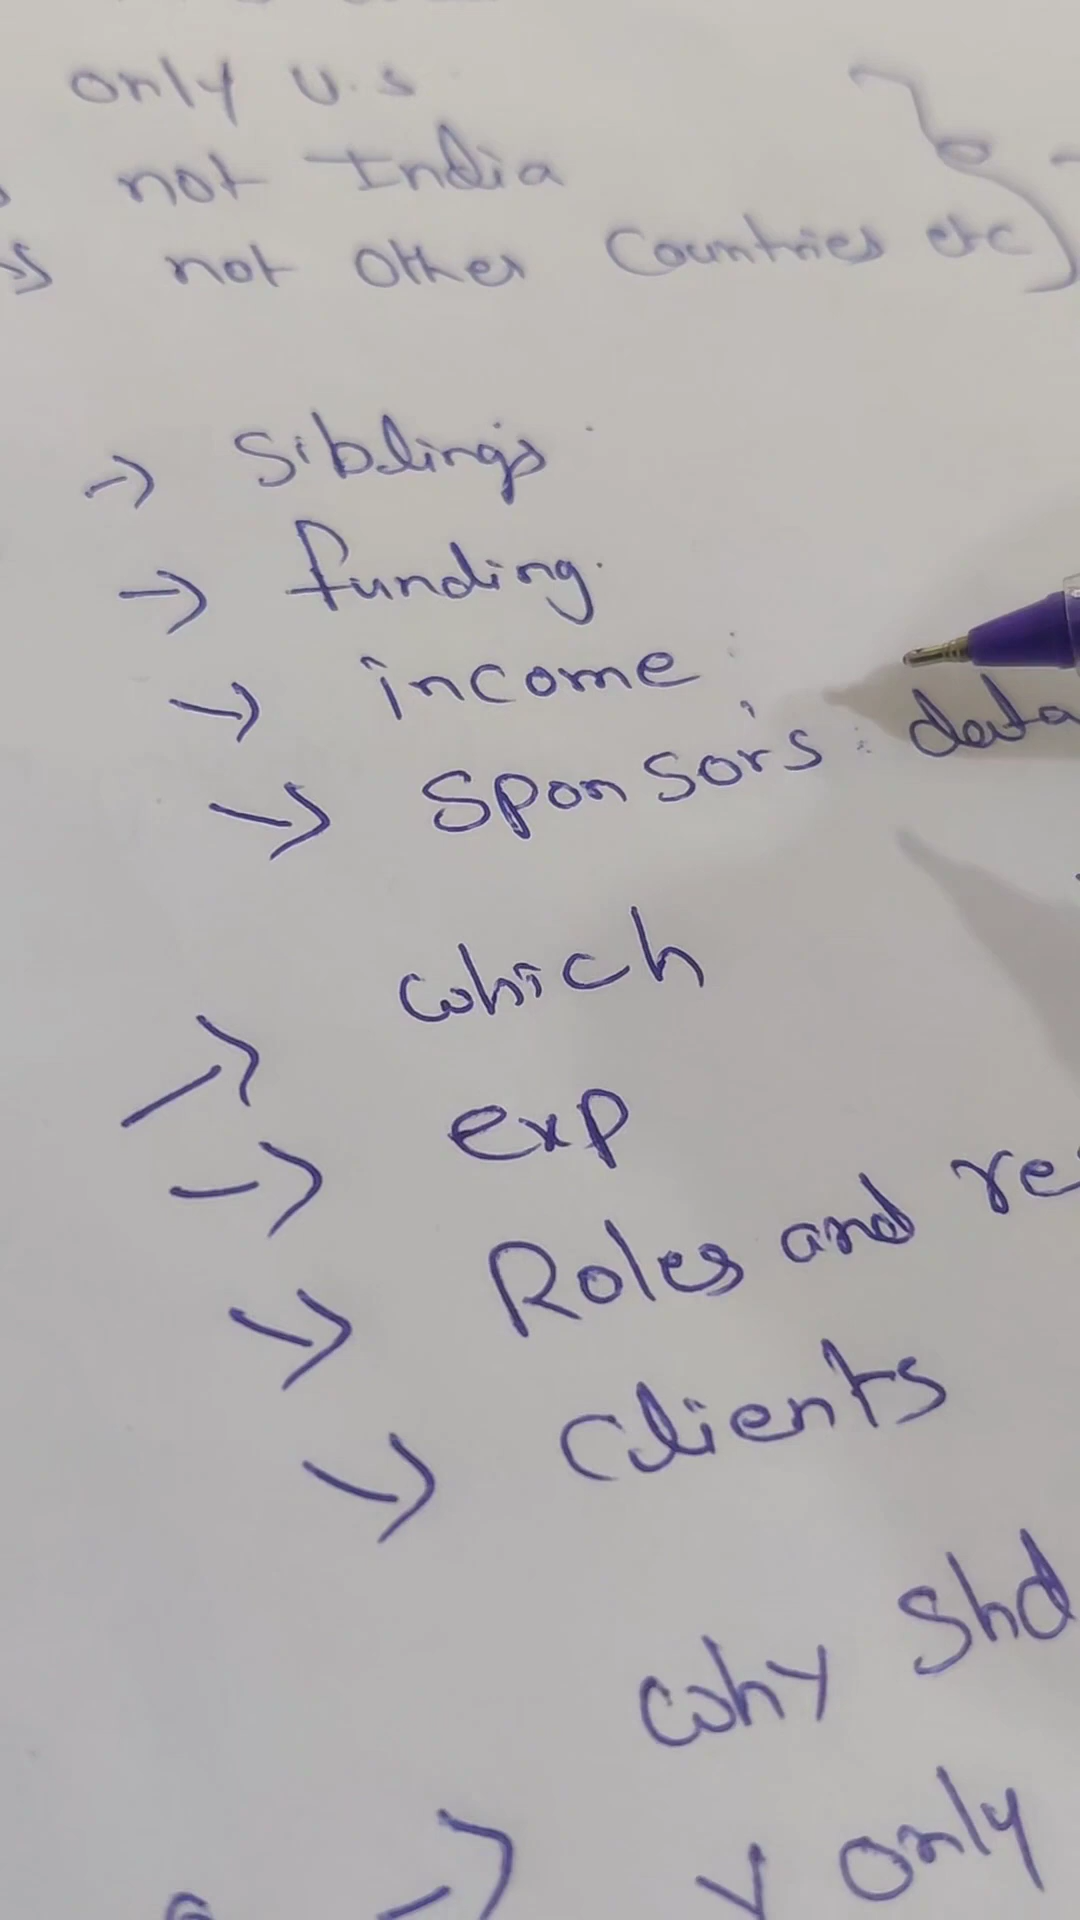 only U.S
not India
not Other Countries etc)
→ Siblings
→ funding.
→ income :
→ Sponsors : data
which
→ exp
→ Roles and re
→ Clients
why Shd
→ y only